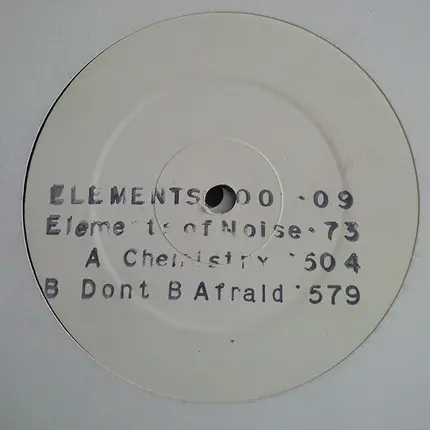 ELEMENTS 001 · 09
Elements of Noise · 73
A Chemistry · 504
B Dont B Afraid · 579